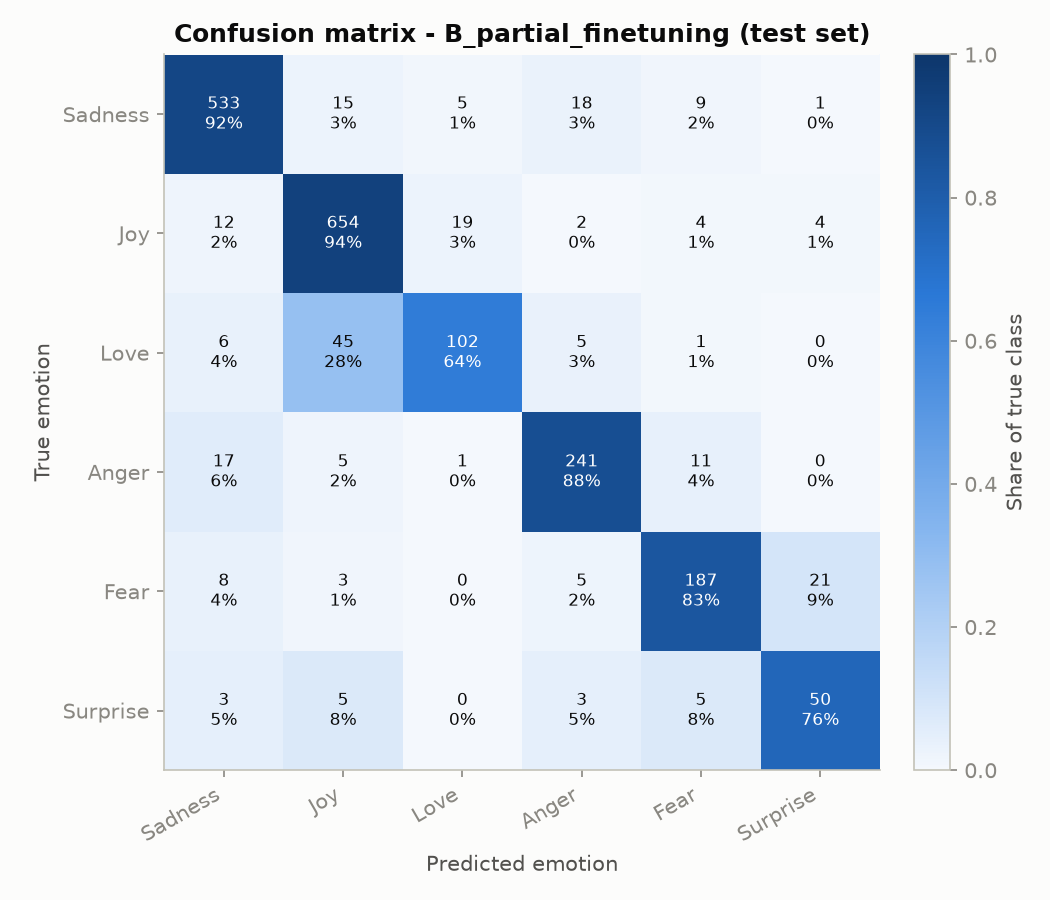 Confusion matrix - B_partial_finetuning (test set)
Sadness
533 15 5 18 9 1
92% 3% 1% 3% 2% 0%
Joy
12 654 19 2 4 4
2% 94% 3% 0% 1% 1%
Love
6 45 102 5 1 0
4% 28% 64% 3% 1% 0%
Anger
17 5 1 241 11 0
6% 2% 0% 88% 4% 0%
Fear
8 3 0 5 187 21
4% 1% 0% 2% 83% 9%
Surprise
3 5 0 3 5 50
5% 8% 0% 5% 8% 76%
Sadness Joy Love Anger Fear Surprise
Predicted emotion
True emotion
1.0
0.8
0.6
0.4
0.2
0.0
Share of true class